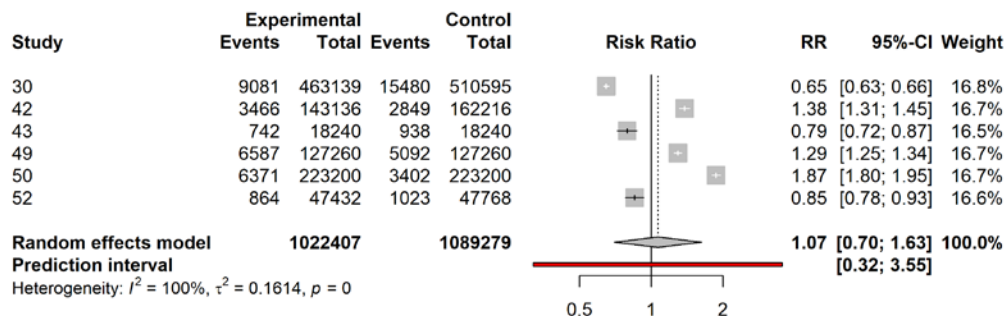 Experimental Control
Study Events Total Events Total Risk Ratio RR 95%-CI Weight
30 9081 463139 15480 510595 0.65 [0.63; 0.66] 16.8%
42 3466 143136 2849 162216 1.38 [1.31; 1.45] 16.7%
43 742 18240 938 18240 0.79 [0.72; 0.87] 16.5%
49 6587 127260 5092 127260 1.29 [1.25; 1.34] 16.7%
50 6371 223200 3402 223200 1.87 [1.80; 1.95] 16.7%
52 864 47432 1023 47768 0.85 [0.78; 0.93] 16.6%
Random effects model 1022407 1089279 1.07 [0.70; 1.63] 100.0%
Prediction interval [0.32; 3.55]
Heterogeneity: I² = 100%, τ² = 0.1614, p = 0
0.5 1 2